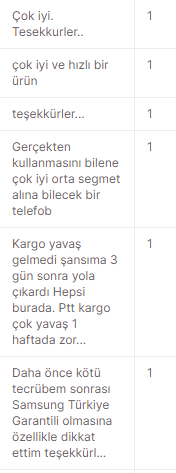 Çok iyi.
Tesekkurler..
1
çok iyi ve hızlı bir
ürün
1
teşekkürler...
1
Gerçekten
kullanmasını bilene
çok iyi orta segmet
alına bilecek bir
telefob
1
Kargo yavaş
gelmedi şansıma 3
gün sonra yola
çıkardı Hepsi
burada. Ptt kargo
çok yavaş 1
haftada zor...
1
Daha önce kötü
tecrübem sonrası
Samsung Türkiye
Garantili olmasına
özellikle dikkat
ettim teşekkürl...
1